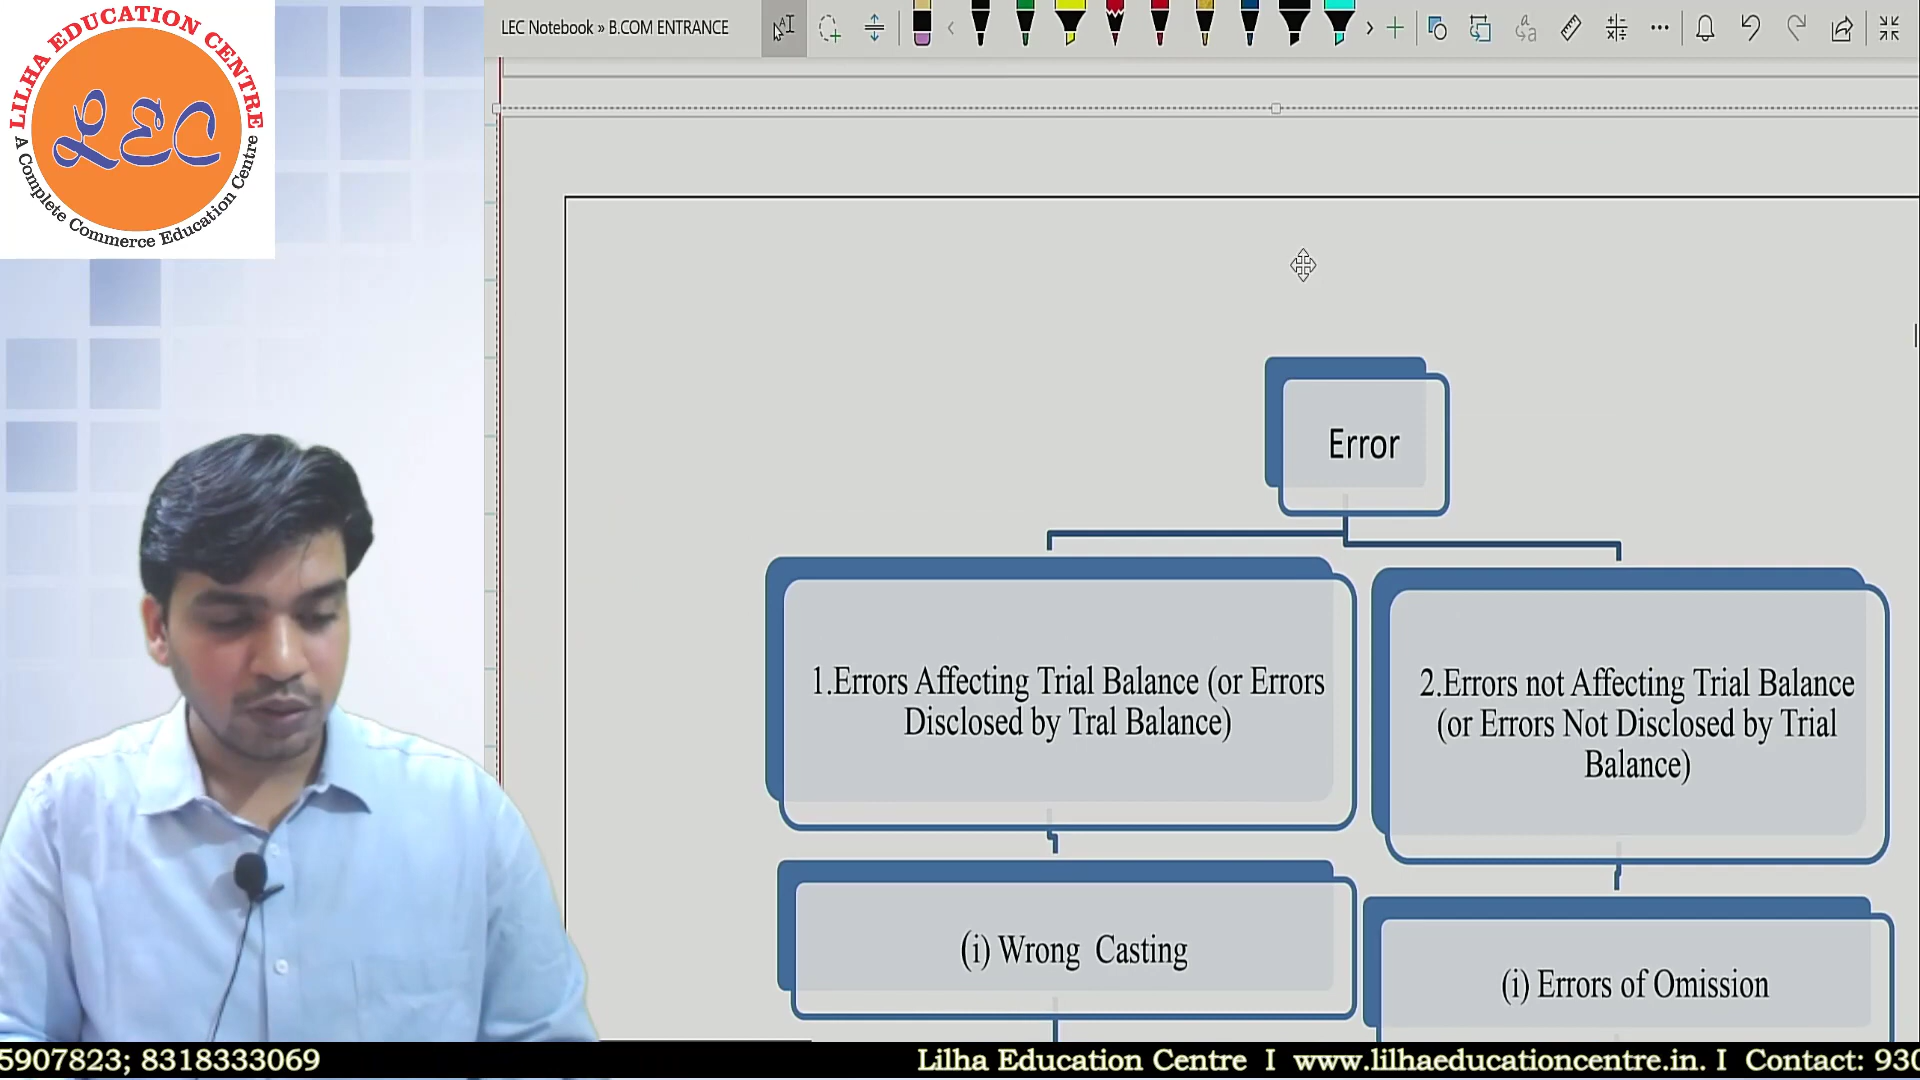 LILHA EDUCATION CENTRE
LEC
A Complete Commerce Education Centre
LEC Notebook » B.COM ENTRANCE
Error
1.Errors Affecting Trial Balance (or Errors
Disclosed by Tral Balance)
2.Errors not Affecting Trial Balance
(or Errors Not Disclosed by Trial
Balance)
(i) Wrong Casting
(i) Errors of Omission
5907823; 8318333069
Lilha Education Centre I www.lilhaeducationcentre.in. I Contact: 930